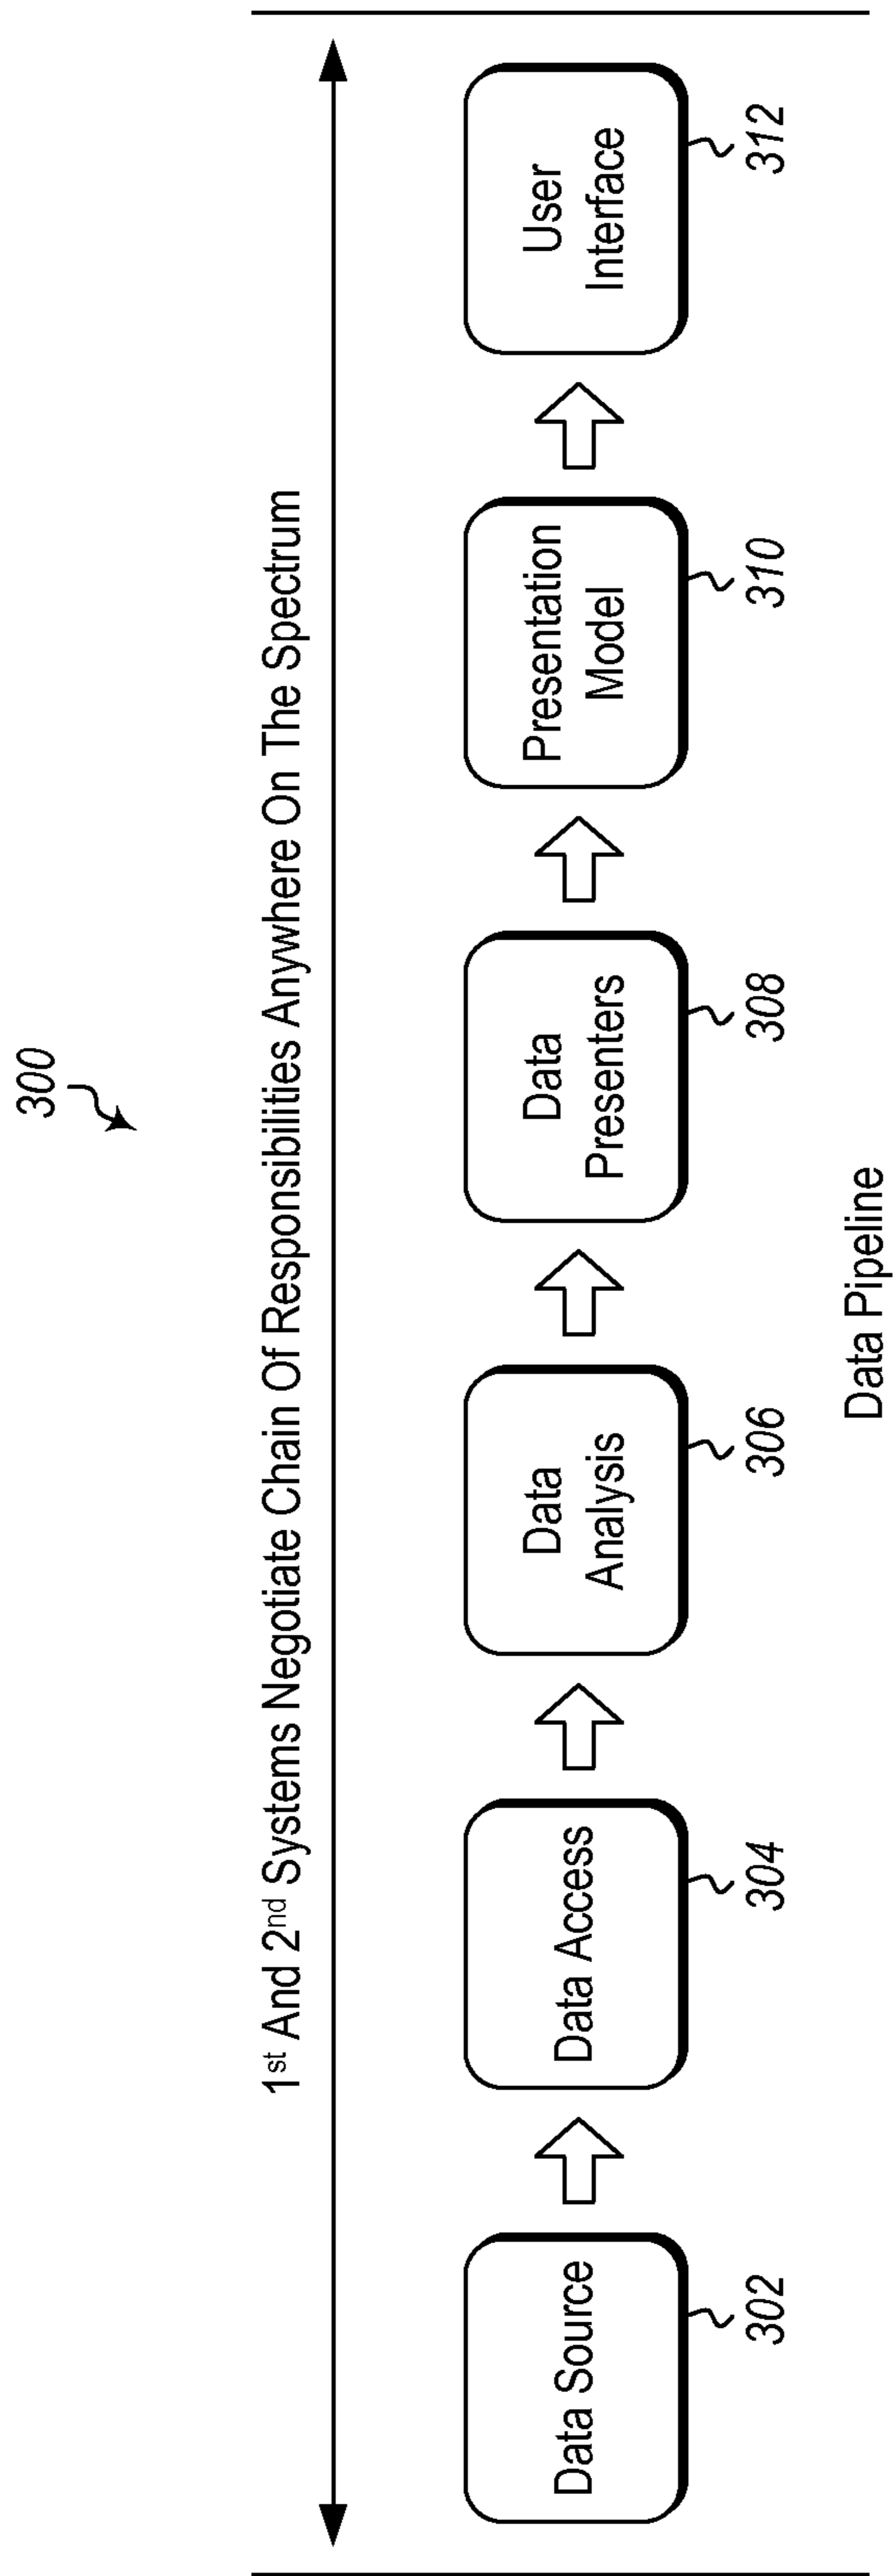 300
1st And 2nd Systems Negotiate Chain Of Responsibilities Anywhere On The Spectrum
Data Source
302
Data Access
304
Data
Analysis
306
Data
Presenters
308
Presentation
Model
310
User
Interface
312
Data Pipeline